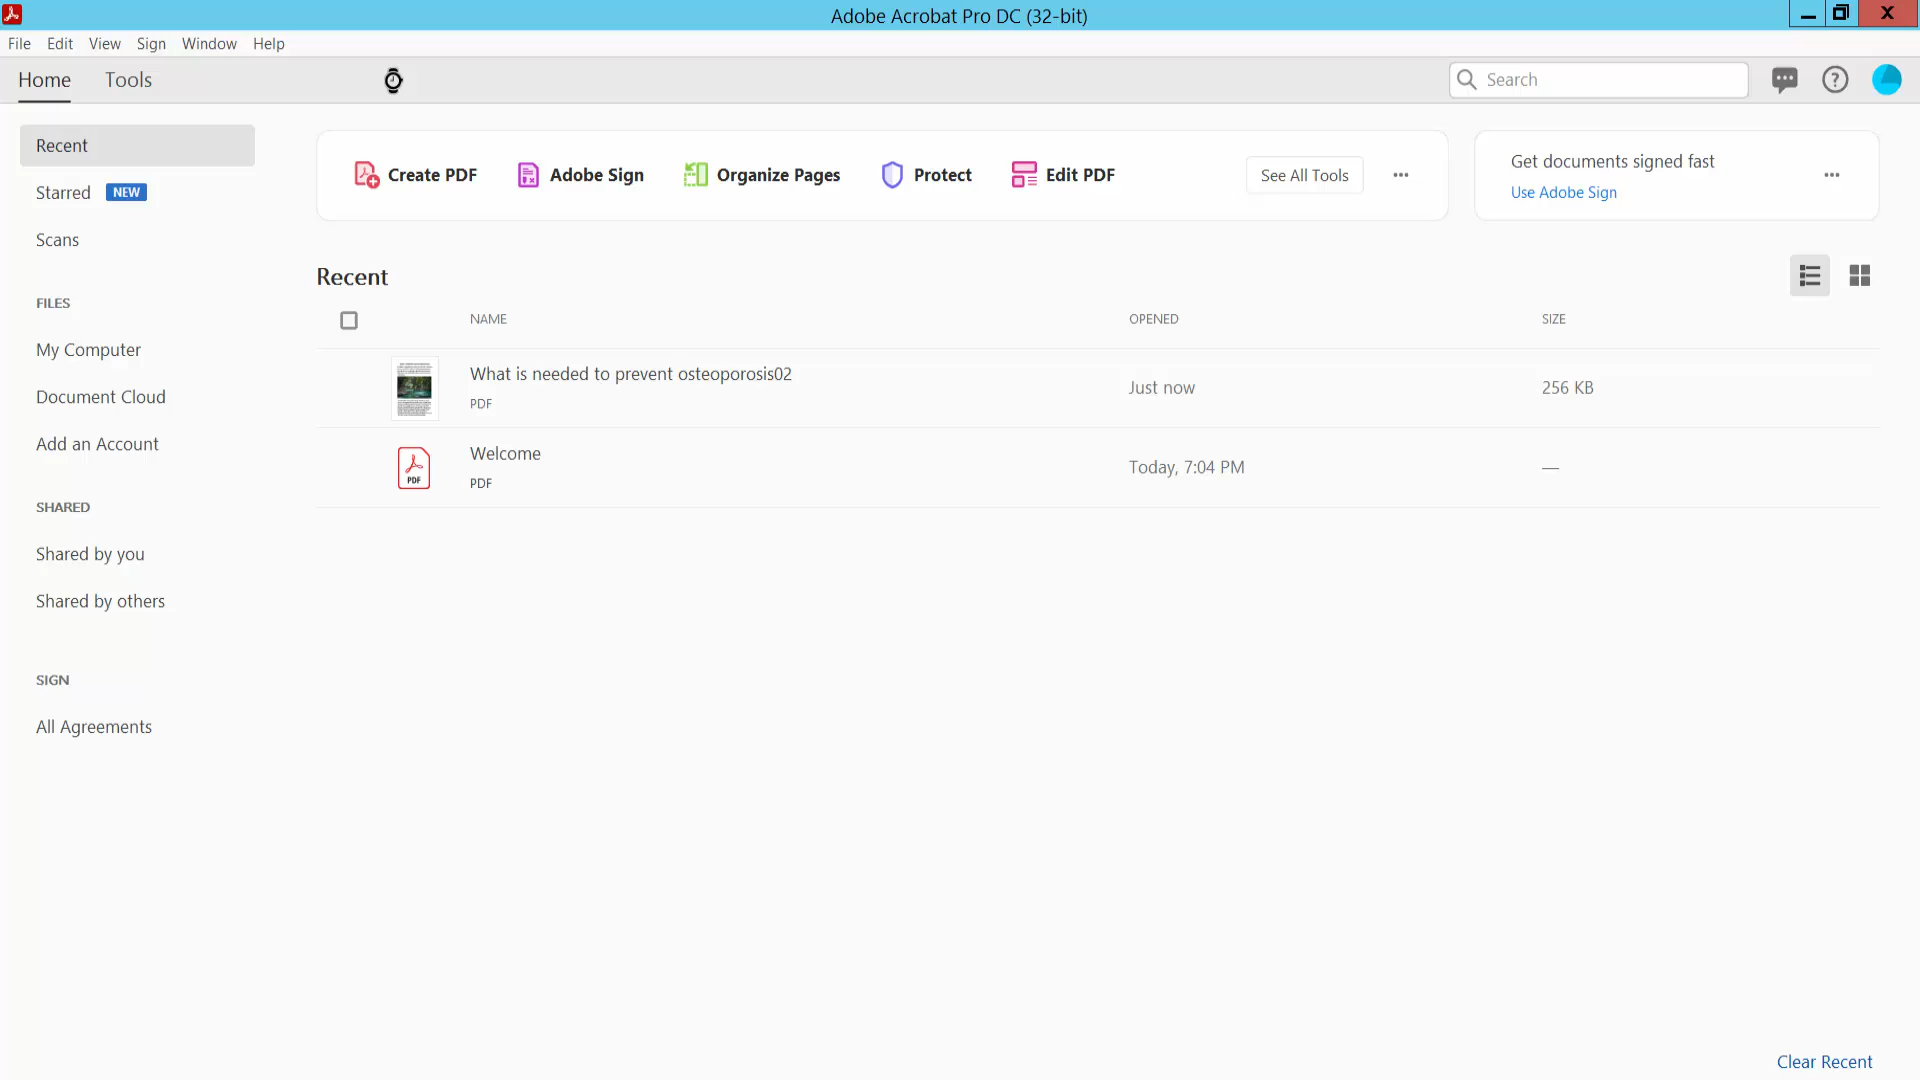 Adobe Acrobat Pro DC (32-bit)
File Edit View Sign Window Help
Home Tools
Search
Recent
Starred NEW
Scans
FILES
My Computer
Document Cloud
Add an Account
SHARED
Shared by you
Shared by others
SIGN
All Agreements
Create PDF Adobe Sign Organize Pages Protect Edit PDF See All Tools
Get documents signed fast
Use Adobe Sign
Recent
NAME OPENED SIZE
What is needed to prevent osteoporosis02
PDF
Just now 256 KB
Welcome
PDF
PDF
Today, 7:04 PM —
Clear Recent